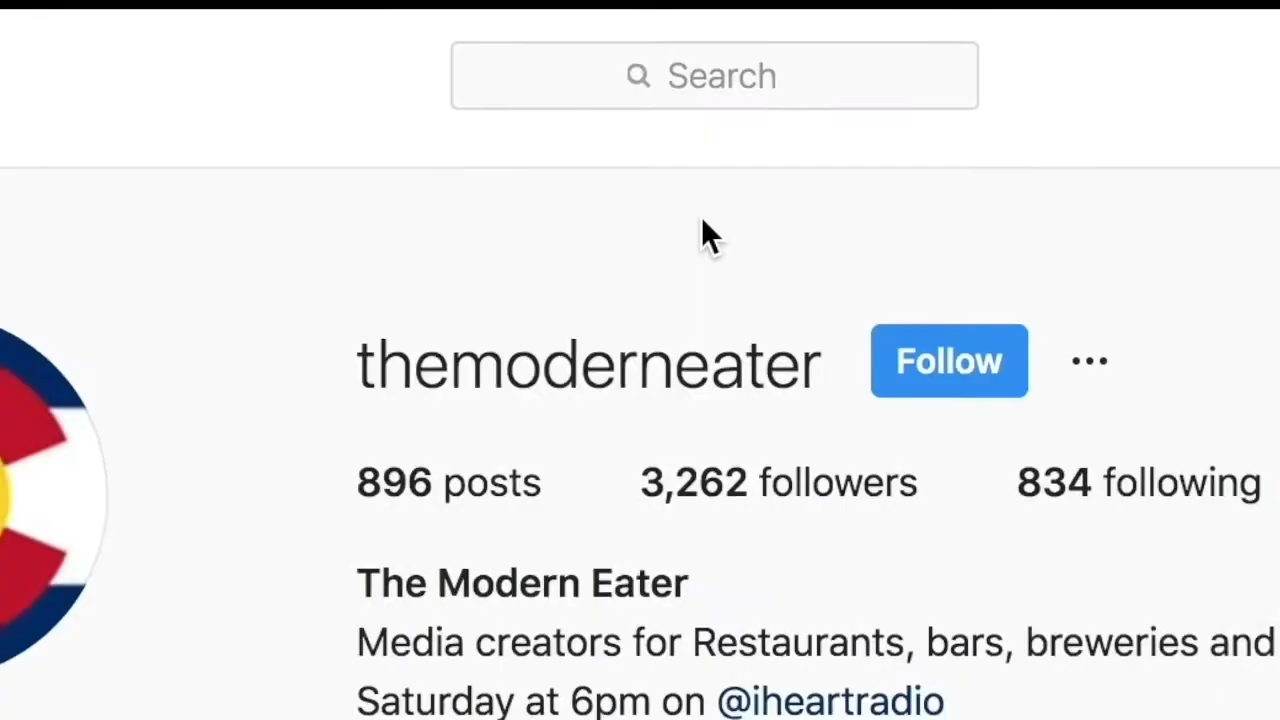 Search
themoderneater Follow ...
896 posts 3,262 followers 834 following
The Modern Eater
Media creators for Restaurants, bars, breweries and
Saturday at 6pm on @iheartradio